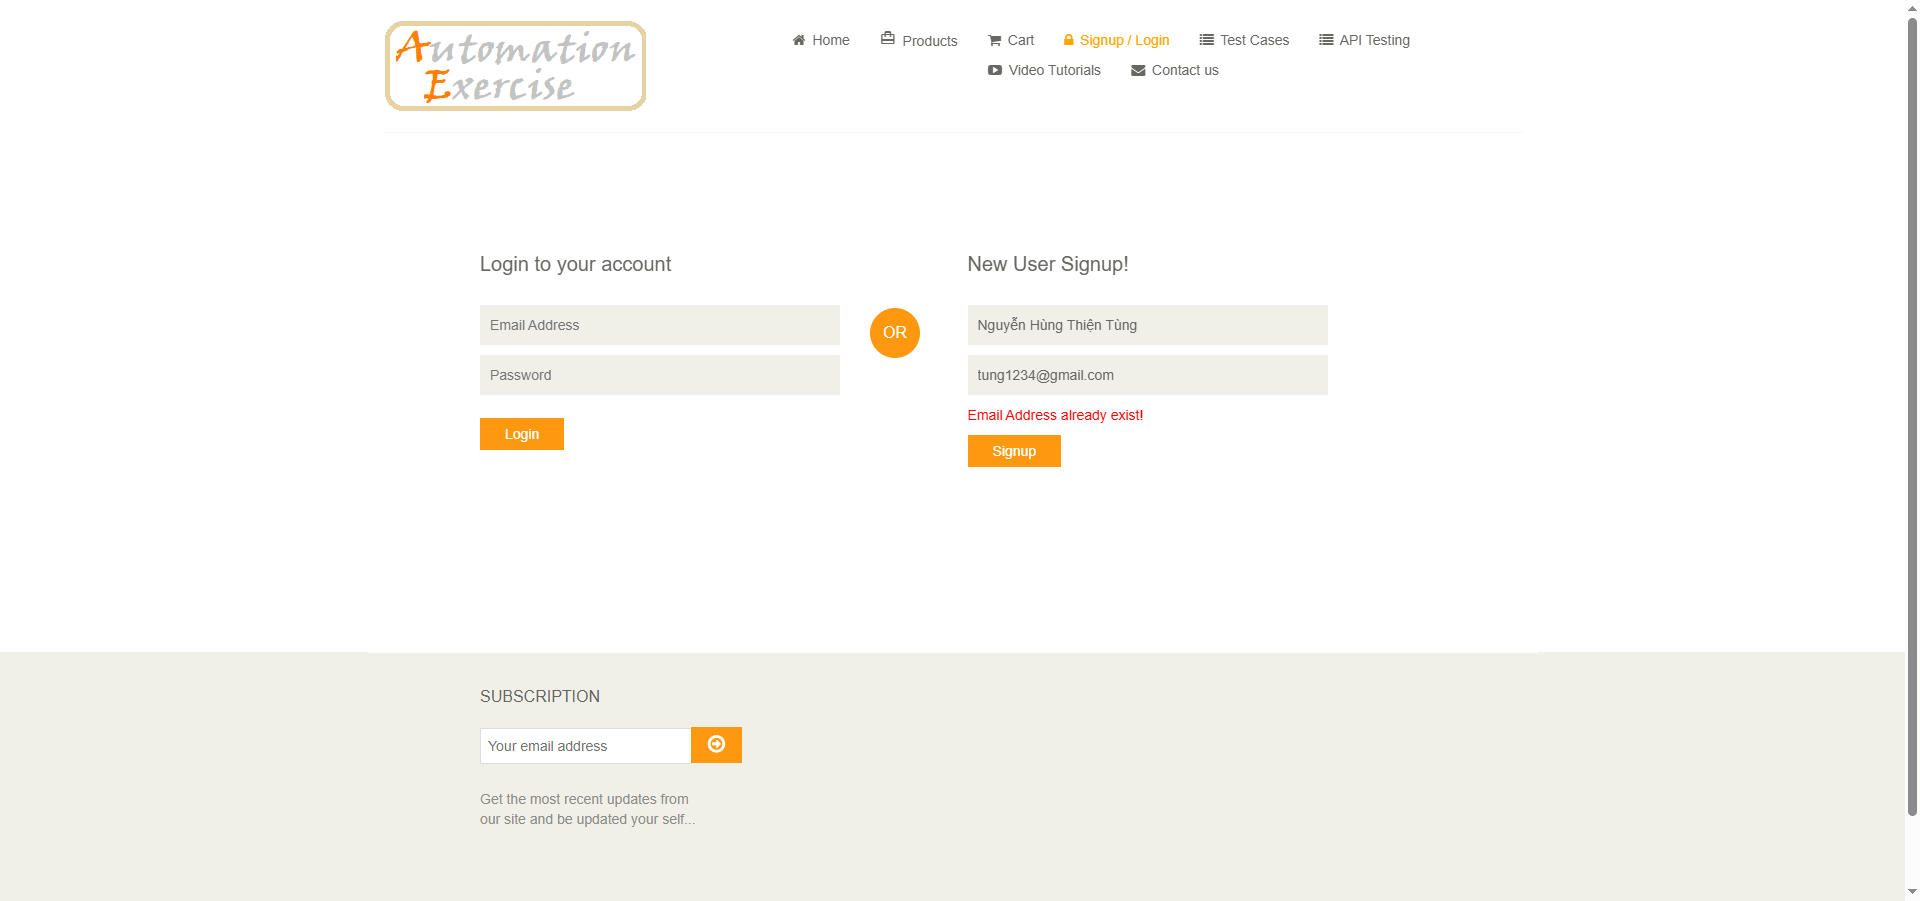 Automation
Exercise
Home
Products
Cart
Signup / Login
Test Cases
API Testing
Video Tutorials
Contact us
Login to your account
Email Address
Password
Login
OR
New User Signup!
Nguyễn Hùng Thiện Tùng
tung1234@gmail.com
Email Address already exist!
Signup
SUBSCRIPTION
Your email address
Get the most recent updates from
our site and be updated your self...